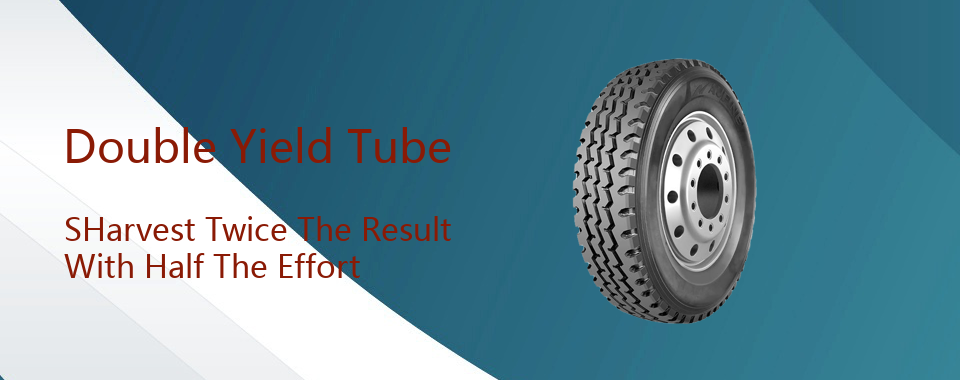 Double Yield Tube
SHarvest Twice The Result
With Half The Effort